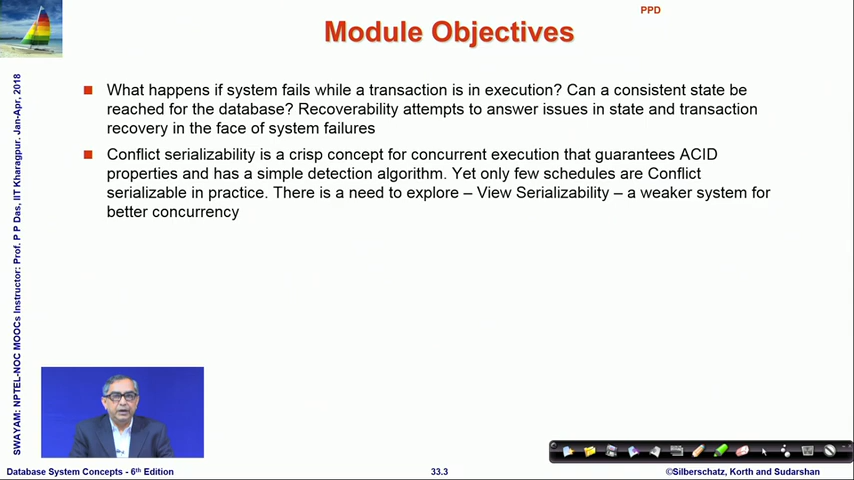 PPD
Module Objectives
What happens if system fails while a transaction is in execution? Can a consistent state be
reached for the database? Recoverability attempts to answer issues in state and transaction
recovery in the face of system failures
Conflict serializability is a crisp concept for concurrent execution that guarantees ACID
properties and has a simple detection algorithm. Yet only few schedules are Conflict
serializable in practice. There is a need to explore – View Serializability – a weaker system for
better concurrency
SWAYAM: NPTEL-NOC MOOCs Instructor: Prof. P P Das, IIT Kharagpur. Jan-Apr, 2018
Database System Concepts - 6th Edition
33.3
©Silberschatz, Korth and Sudarshan